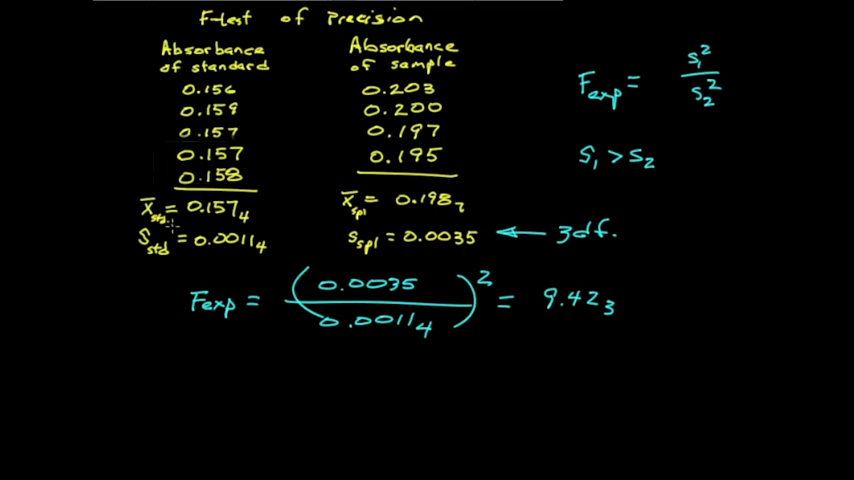 F-test of Precision
Absorbance of standard
0.156
0.159
0.157
0.157
0.158
x̄std = 0.157₄
Sstd = 0.0011₄
Absorbance of sample
0.203
0.200
0.197
0.195
x̄spl = 0.198₇
sspl = 0.0035
← 3df.
Fexp = s₁² / s₂²
S₁ > S₂
Fexp = (0.0035 / 0.0011₄)² = 9.42₃